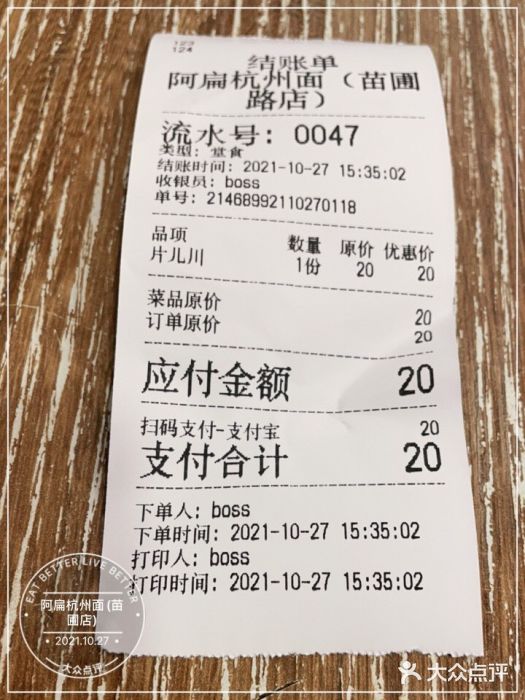 123
124
结账单
阿扁杭州面（苗圃
路店）
流水号: 0047
类型: 堂食
结账时间: 2021-10-27 15:35:02
收银员: boss
单号: 21468992110270118
品项 数量 原价 优惠价
片儿川 1份 20 20
菜品原价 20
订单原价 20
应付金额 20
扫码支付-支付宝 20
支付合计 20
下单人: boss
下单时间: 2021-10-27 15:35:02
打印人: boss
打印时间: 2021-10-27 15:35:02
EAT BETTER LIVE BETTER
阿扁杭州面(苗
圃店)
2021.10.27
大众点评
大众点评